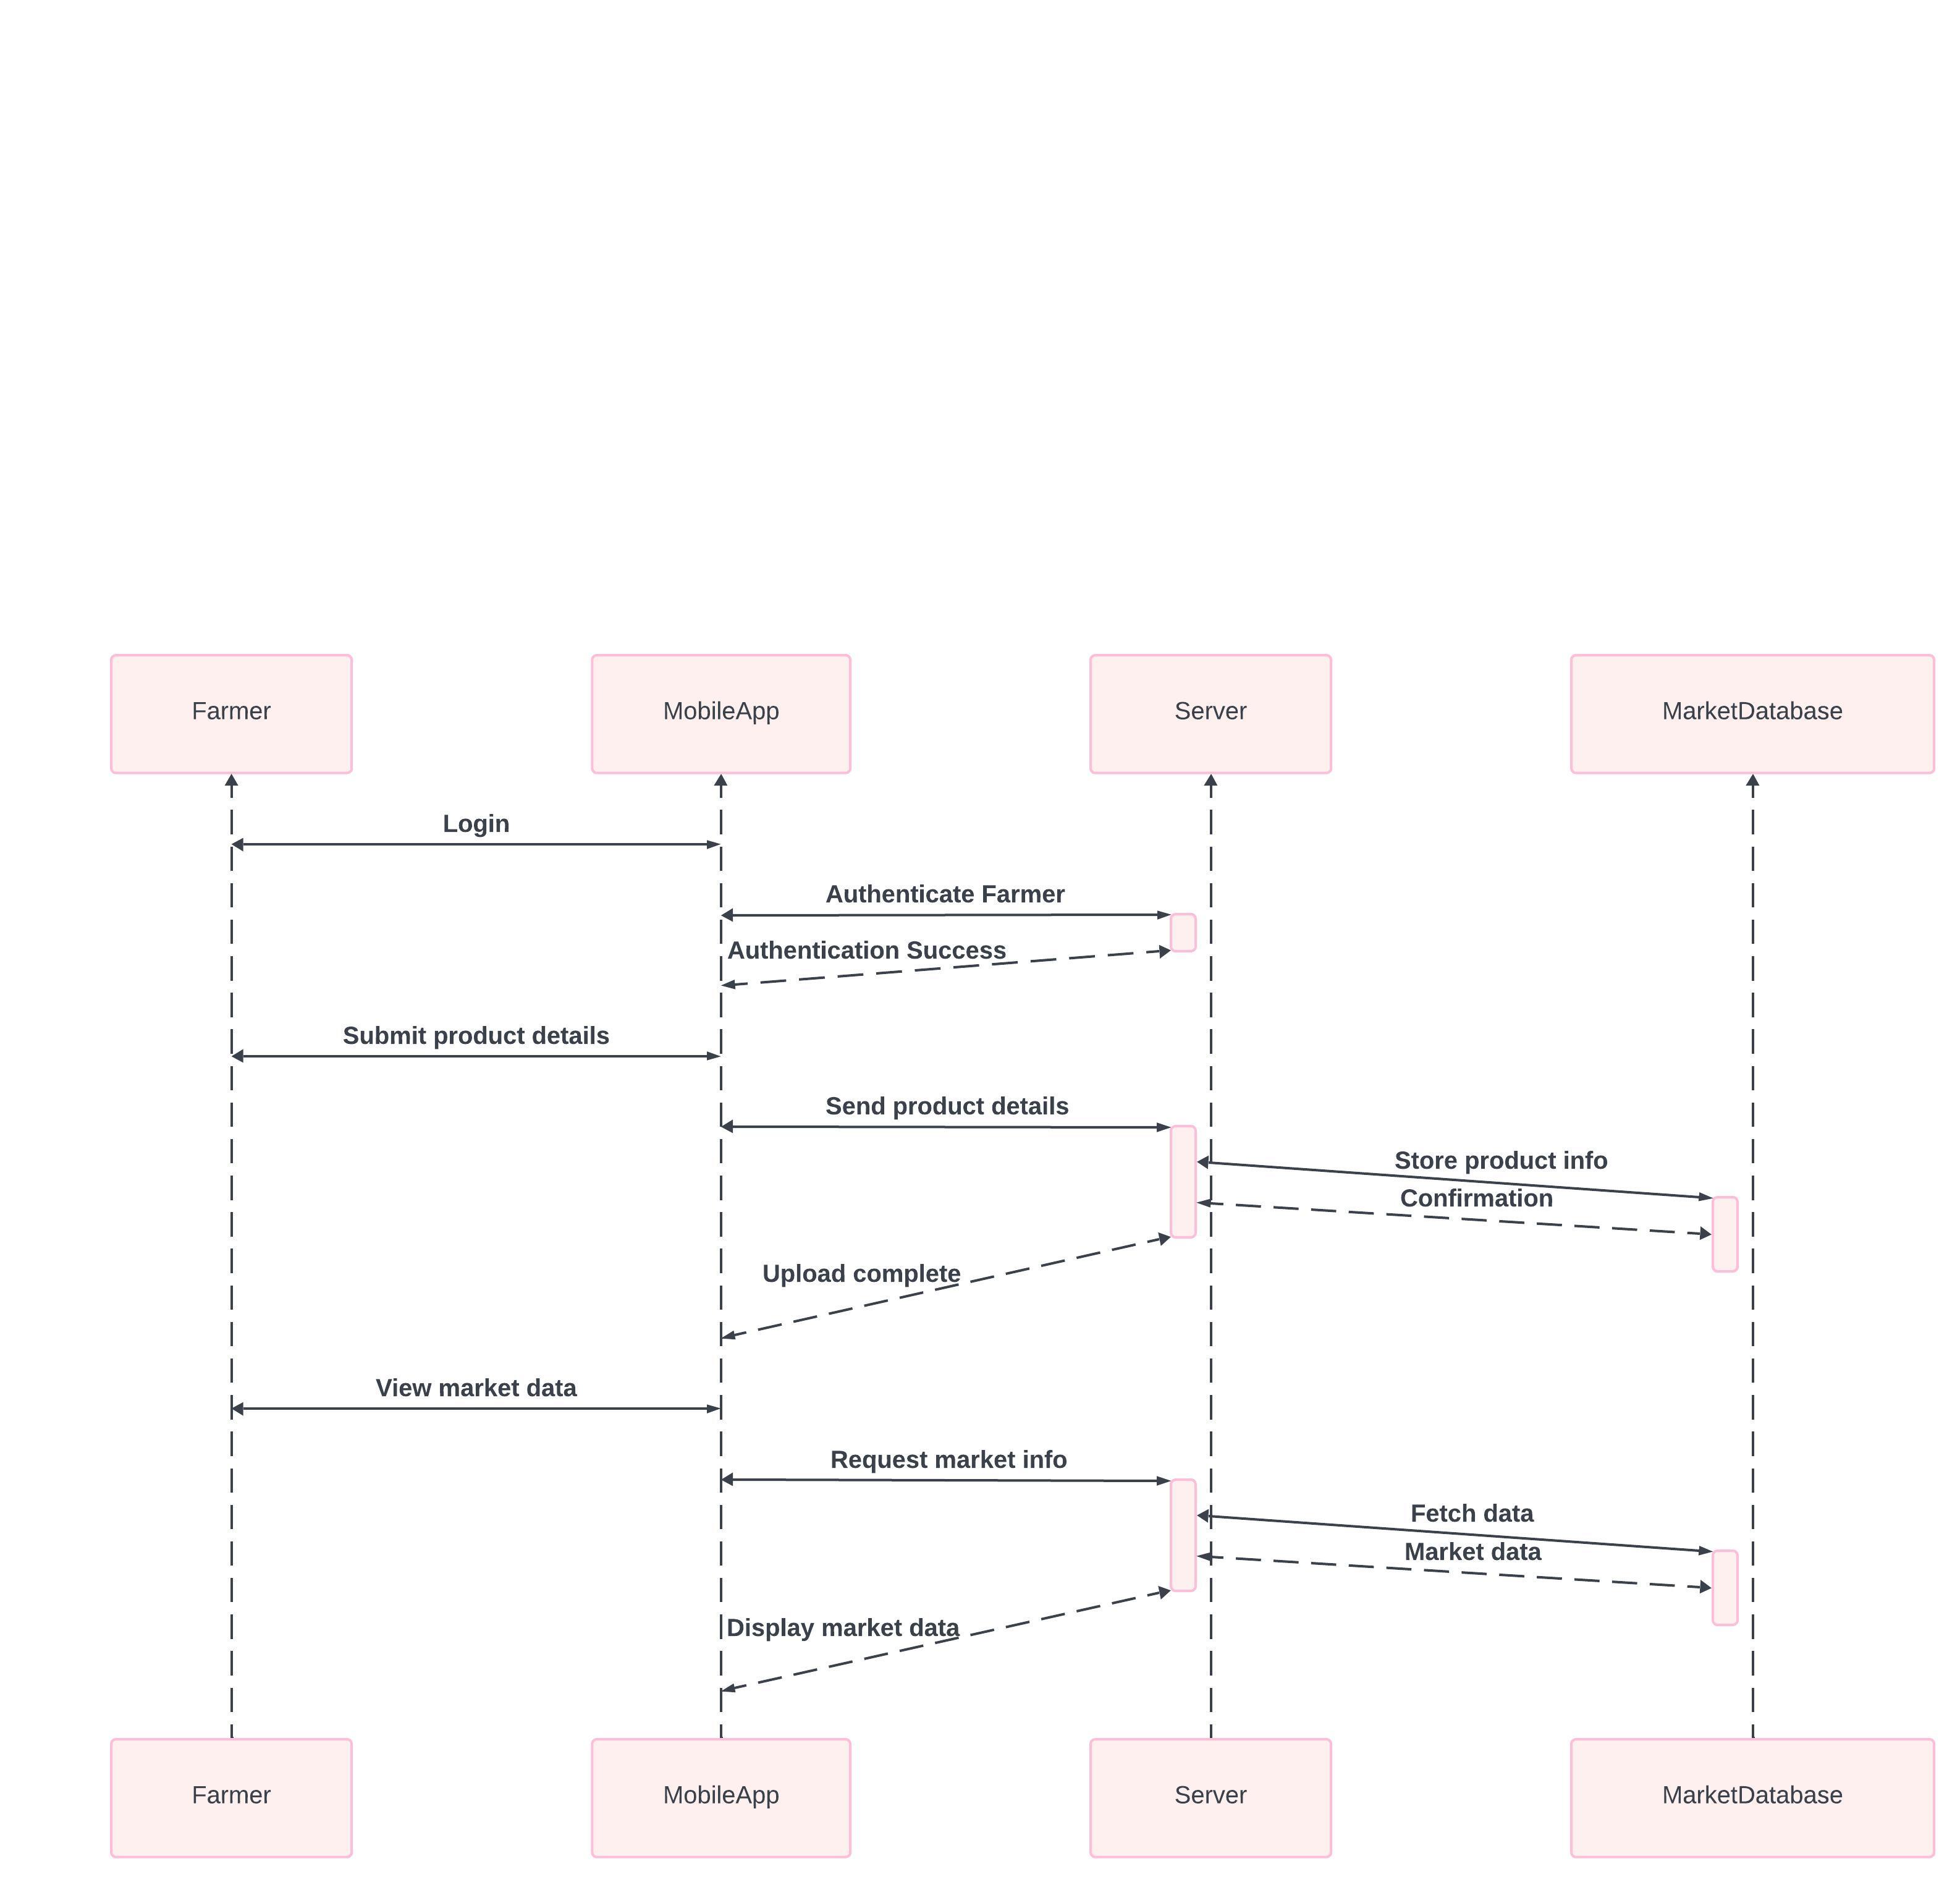 Farmer
MobileApp
Server
MarketDatabase
Login
Authenticate Farmer
Authentication Success
Submit product details
Send product details
Store product info
Confirmation
Upload complete
View market data
Request market info
Fetch data
Market data
Display market data
Farmer
MobileApp
Server
MarketDatabase